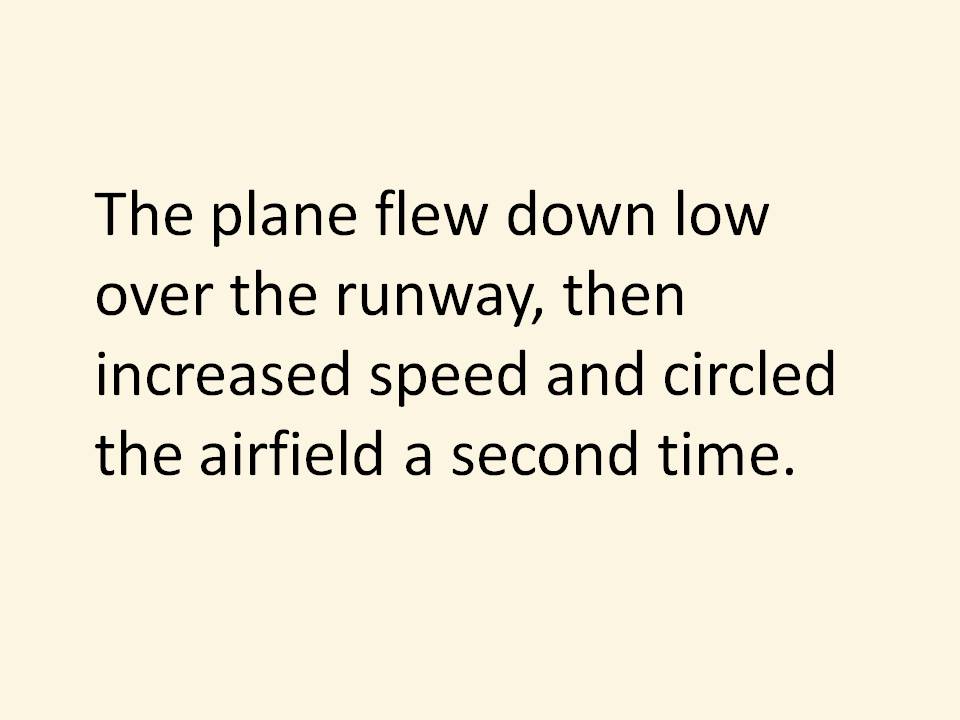 The plane flew down low
over the runway, then
increased speed and circled
the airfield a second time.